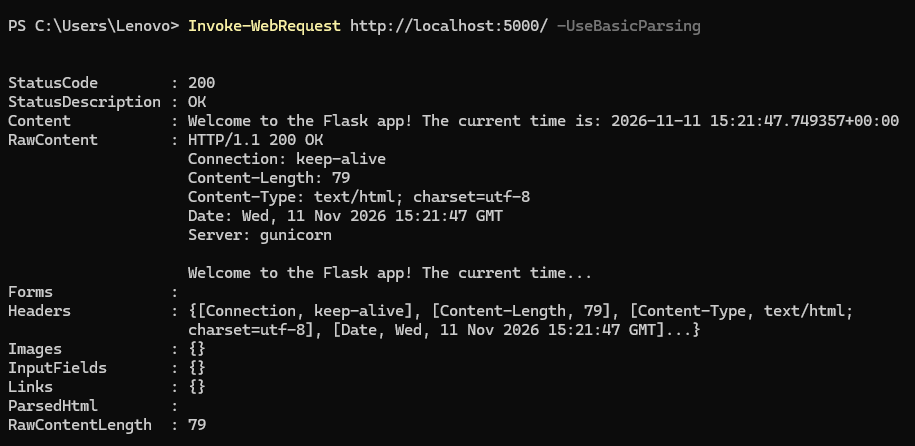 PS C:\Users\Lenovo> Invoke-WebRequest http://localhost:5000/ -UseBasicParsing
StatusCode        : 200
StatusDescription : OK
Content           : Welcome to the Flask app! The current time is: 2026-11-11 15:21:47.749357+00:00
RawContent        : HTTP/1.1 200 OK
                    Connection: keep-alive
                    Content-Length: 79
                    Content-Type: text/html; charset=utf-8
                    Date: Wed, 11 Nov 2026 15:21:47 GMT
                    Server: gunicorn

                    Welcome to the Flask app! The current time...
Forms             :
Headers           : {[Connection, keep-alive], [Content-Length, 79], [Content-Type, text/html;
                    charset=utf-8], [Date, Wed, 11 Nov 2026 15:21:47 GMT]...}
Images            : {}
InputFields       : {}
Links             : {}
ParsedHtml        :
RawContentLength  : 79